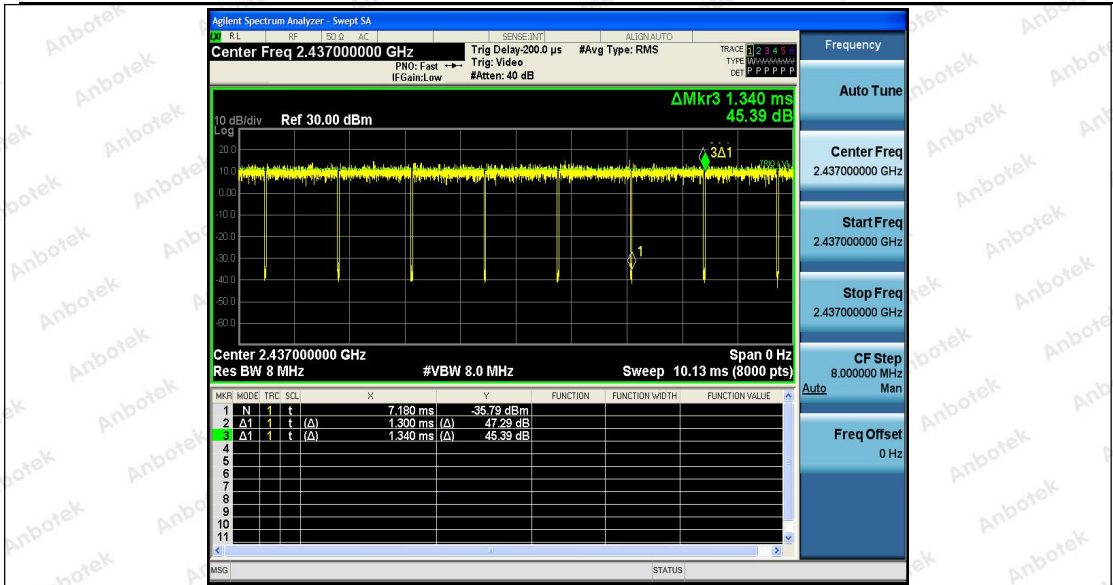 Agilent Spectrum Analyzer - Swept SA
LXI RL RF 50 Ω AC SENSE:INT ALIGNAUTO
Center Freq 2.437000000 GHz
PNO: Fast
IFGain:Low
Trig Delay-200.0 µs
Trig: Video
#Atten: 40 dB
#Avg Type: RMS
TRACE 1 2 3 4 5 6
TYPE
DET P P P P P P
ΔMkr3 1.340 ms
45.39 dB
10 dB/div Ref 30.00 dBm
Log
20.0
10.0
0.00
-10.0
-20.0
-30.0
-40.0
-50.0
-60.0
3Δ1
TRIG LVL
1
Center 2.437000000 GHz Span 0 Hz
Res BW 8 MHz #VBW 8.0 MHz Sweep 10.13 ms (8000 pts)
MKR MODE TRC SCL X Y FUNCTION FUNCTION WIDTH FUNCTION VALUE
1 N 1 t 7.180 ms -35.79 dBm
2 Δ1 1 t (Δ) 1.300 ms (Δ) 47.29 dB
3 Δ1 1 t (Δ) 1.340 ms (Δ) 45.39 dB
4
5
6
7
8
9
10
11
MSG STATUS
Frequency
Auto Tune
Center Freq
2.437000000 GHz
Start Freq
2.437000000 GHz
Stop Freq
2.437000000 GHz
CF Step
8.000000 MHz
Auto Man
Freq Offset
0 Hz
Anbotek